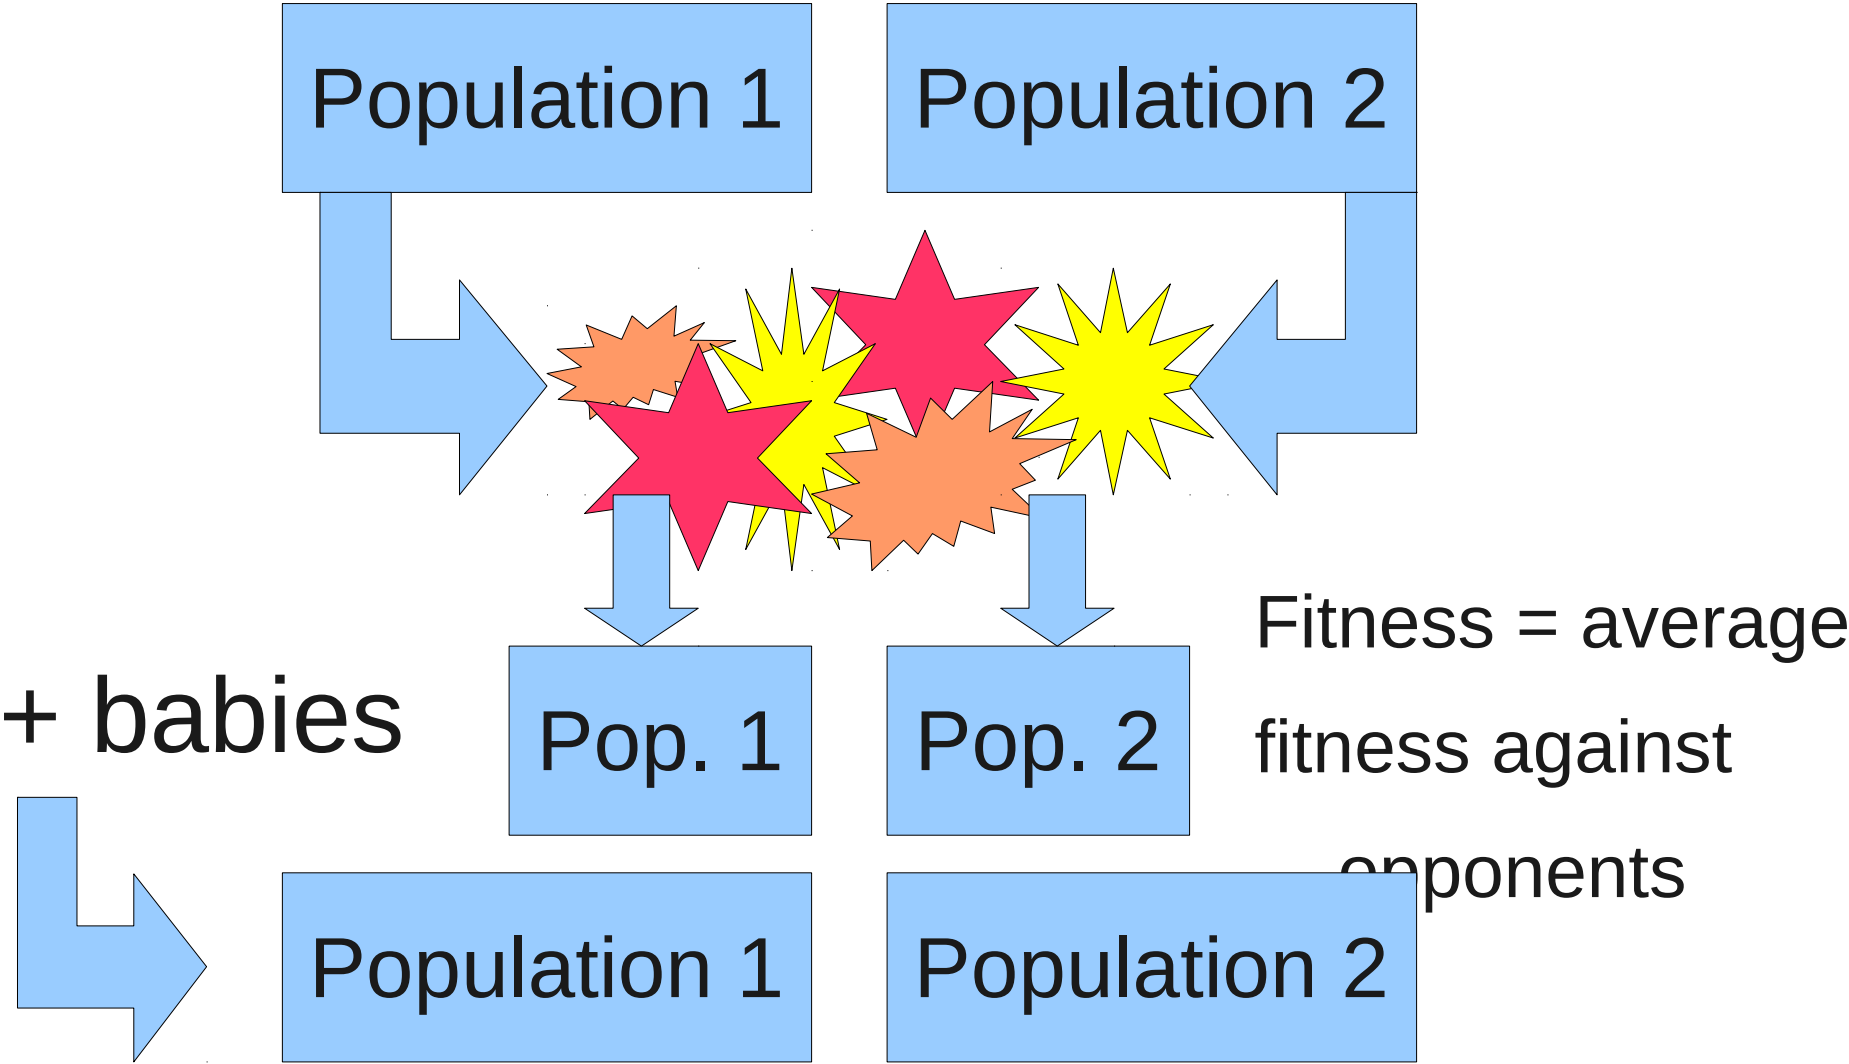 Population 1
Population 2
Fitness = average
fitness against
opponents
+ babies
Pop. 1
Pop. 2
Population 1
Population 2